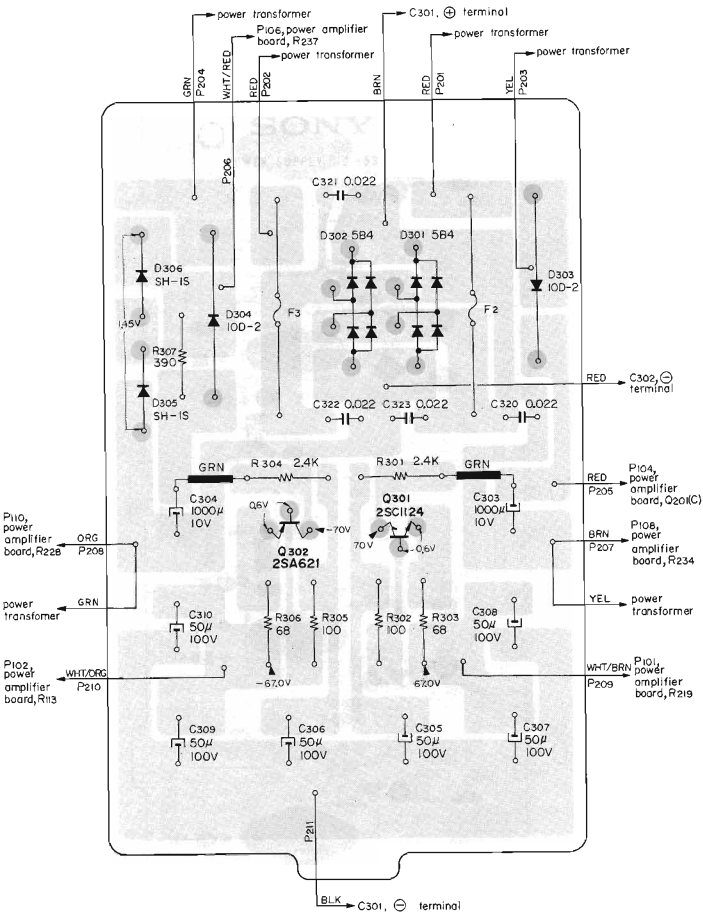 C301, ⊕ terminal
power transformer
P106, power amplifier
board, R237
power transformer
power transformer
power transformer
GRN
P204
WHT/RED
RED
P202
BRN
RED
P201
YEL
P203
SONY
P206
C321 0.022
D302 5B4
D301 5B4
D306
SH-1S
D304
10D-2
F3
F2
D303
10D-2
1.45V
R307
390
D305
SH-1S
RED
C302, ⊖
terminal
C322 0.022
C323 0.022
C320 0.022
GRN
R304 2.4K
R301 2.4K
GRN
RED
P205
P104,
power
amplifier
board, Q201(C)
C304
1000μ
10V
0.6V
-70V
Q302
2SA621
Q301
2SC1124
70V
-0.6V
C303
1000μ
10V
P110,
power
amplifier
board, R228
ORG
P208
BRN
P207
P108,
power
amplifier
board, R234
power
transfomer
GRN
YEL
power
transformer
C310
50μ
100V
R306
68
R305
100
R302
100
R303
68
C308
50μ
100V
P102,
power
amplifier
board, R113
WHT/ORG
P210
-67.0V
67.0V
WHT/BRN
P209
P101,
power
amplifier
board, R219
C309
50μ
100V
C306
50μ
100V
C305
50μ
100V
C307
50μ
100V
P211
BLK
C301, ⊖ terminal